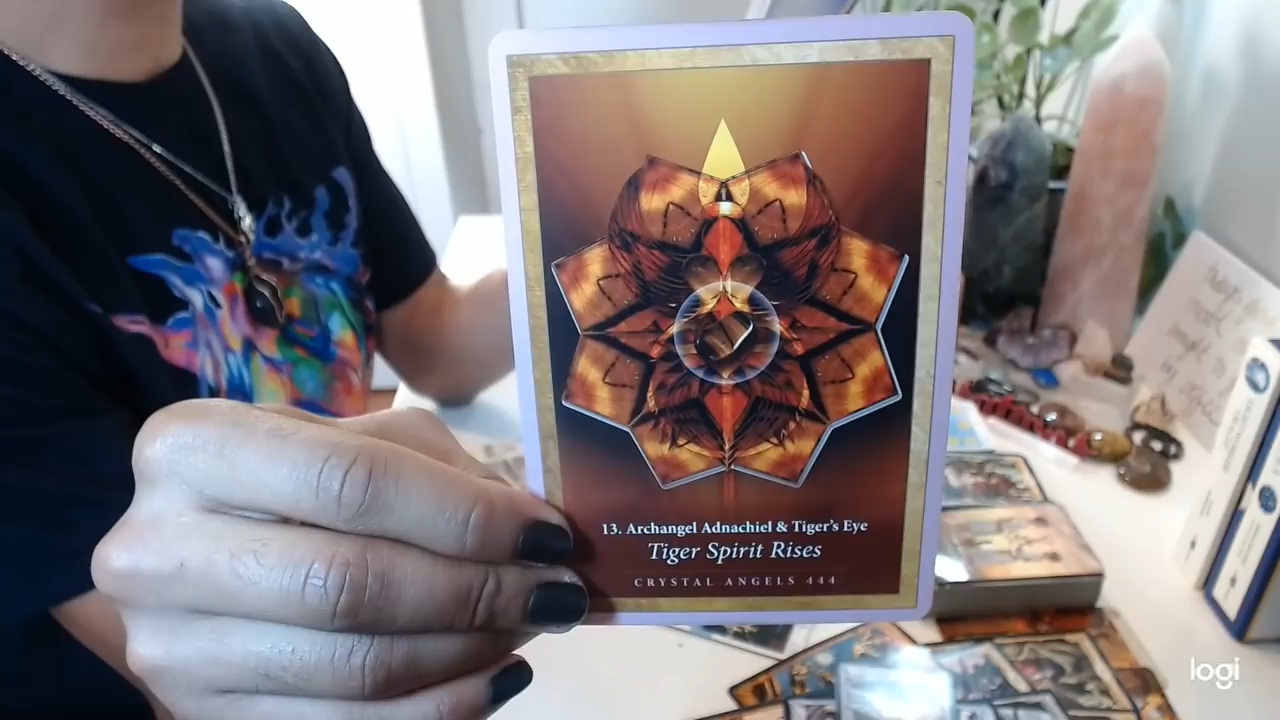 13. Archangel Adnachiel & Tiger's Eye
Tiger Spirit Rises
CRYSTAL ANGELS 444
logi